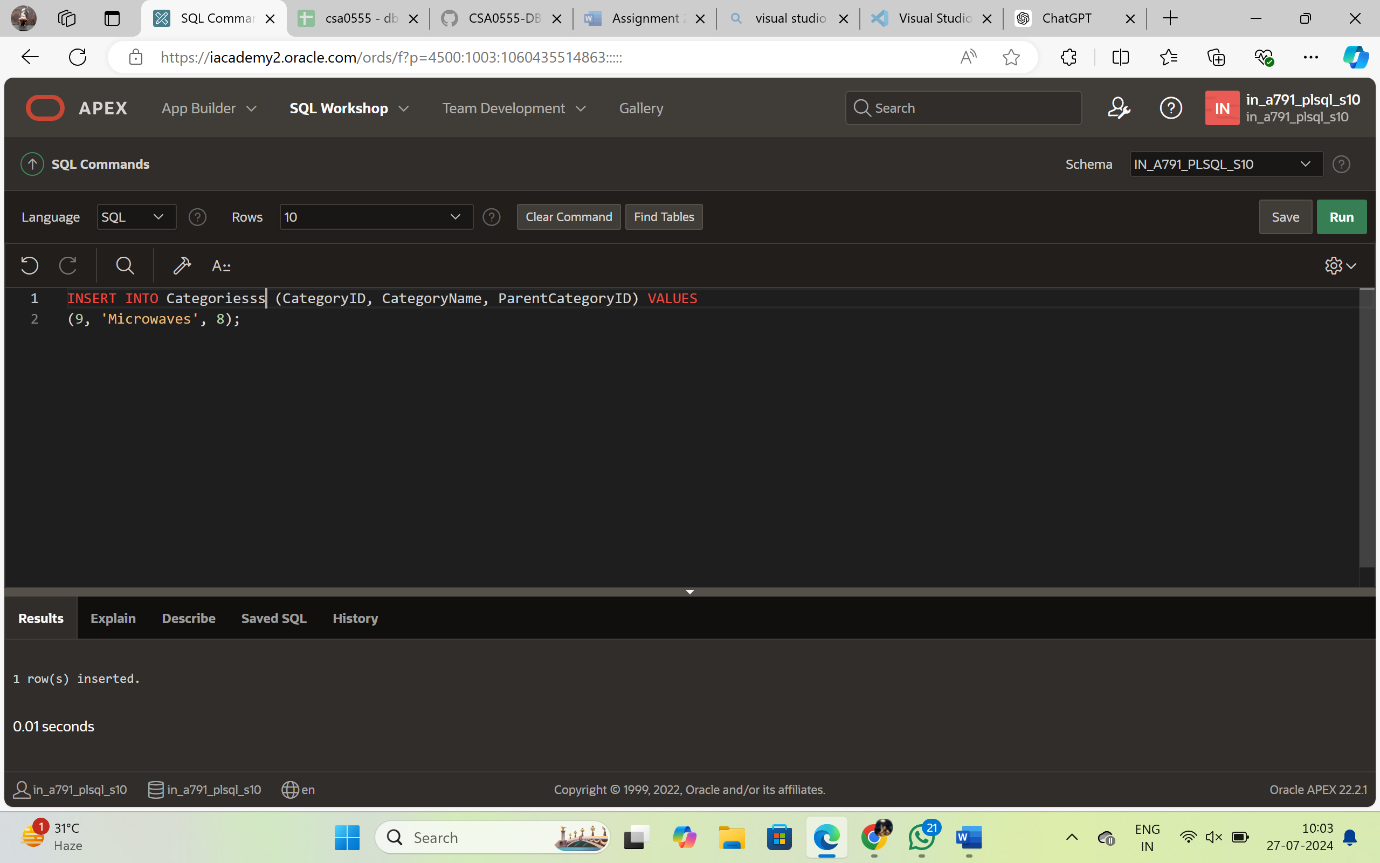 SQL Commar
csa0555 - db
CSA0555-DB
Assignment 2
visual studio
Visual Studio
ChatGPT
https://iacademy2.oracle.com/ords/f?p=4500:1003:1060435514863:::::
APEX App Builder SQL Workshop Team Development Gallery Search IN in_a791_plsql_s10
in_a791_plsql_s10
SQL Commands Schema IN_A791_PLSQL_S10
Language SQL Rows 10 Clear Command Find Tables Save Run
1 INSERT INTO Categoriesss (CategoryID, CategoryName, ParentCategoryID) VALUES
2 (9, 'Microwaves', 8);
Results Explain Describe Saved SQL History
1 row(s) inserted.
0.01 seconds
in_a791_plsql_s10 in_a791_plsql_s10 en Copyright © 1999, 2022, Oracle and/or its affiliates. Oracle APEX 22.2.1
1 31°C
Haze
Search
21
ENG
IN
10:03
27-07-2024